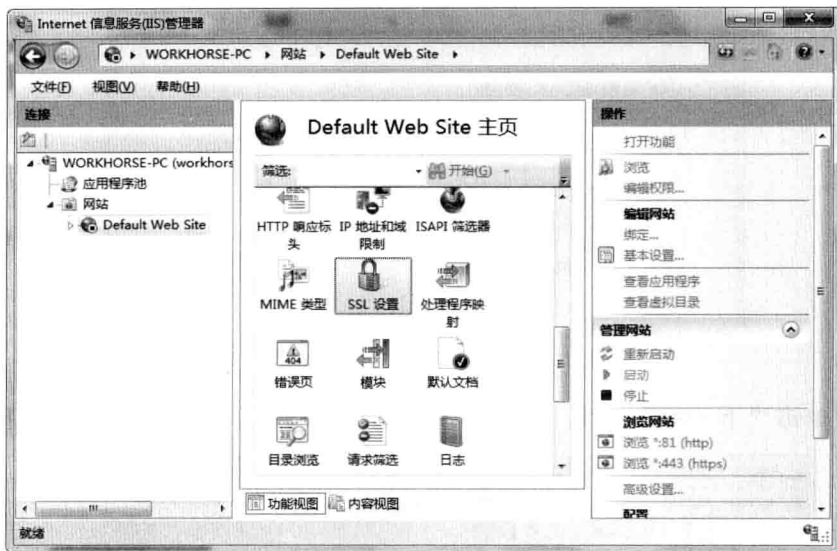 Internet 信息服务(IIS)管理器
WORKHORSE-PC 网站 Default Web Site
文件(F) 视图(V) 帮助(H)
连接
WORKHORSE-PC (workhors
应用程序池
网站
Default Web Site
Default Web Site 主页
筛选: 开始(G)
HTTP 响应标头
IP 地址和域限制
ISAPI 筛选器
MIME 类型
SSL 设置
处理程序映射
404
错误页
模块
默认文档
目录浏览
请求筛选
日志
功能视图 内容视图
操作
打开功能
浏览
编辑权限...
编辑网站
绑定...
基本设置...
查看应用程序
查看虚拟目录
管理网站
重新启动
启动
停止
浏览网站
浏览 *:81 (http)
浏览 *:443 (https)
高级设置...
配置
就绪